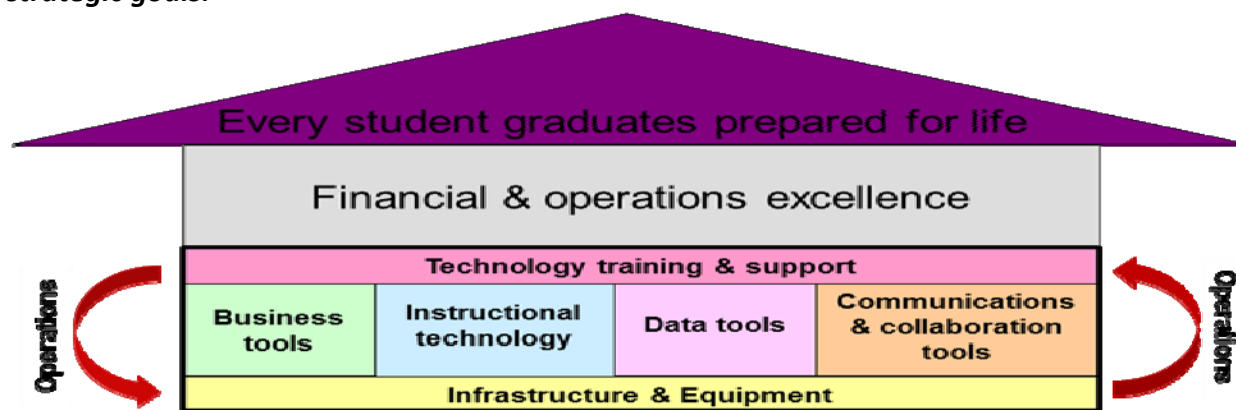 strategic goals.
Every student graduates prepared for life
Financial & operations excellence
Technology training & support
Business
tools
Instructional
technology
Data tools
Communications
& collaboration
tools
Infrastructure & Equipment
Operations
Operations